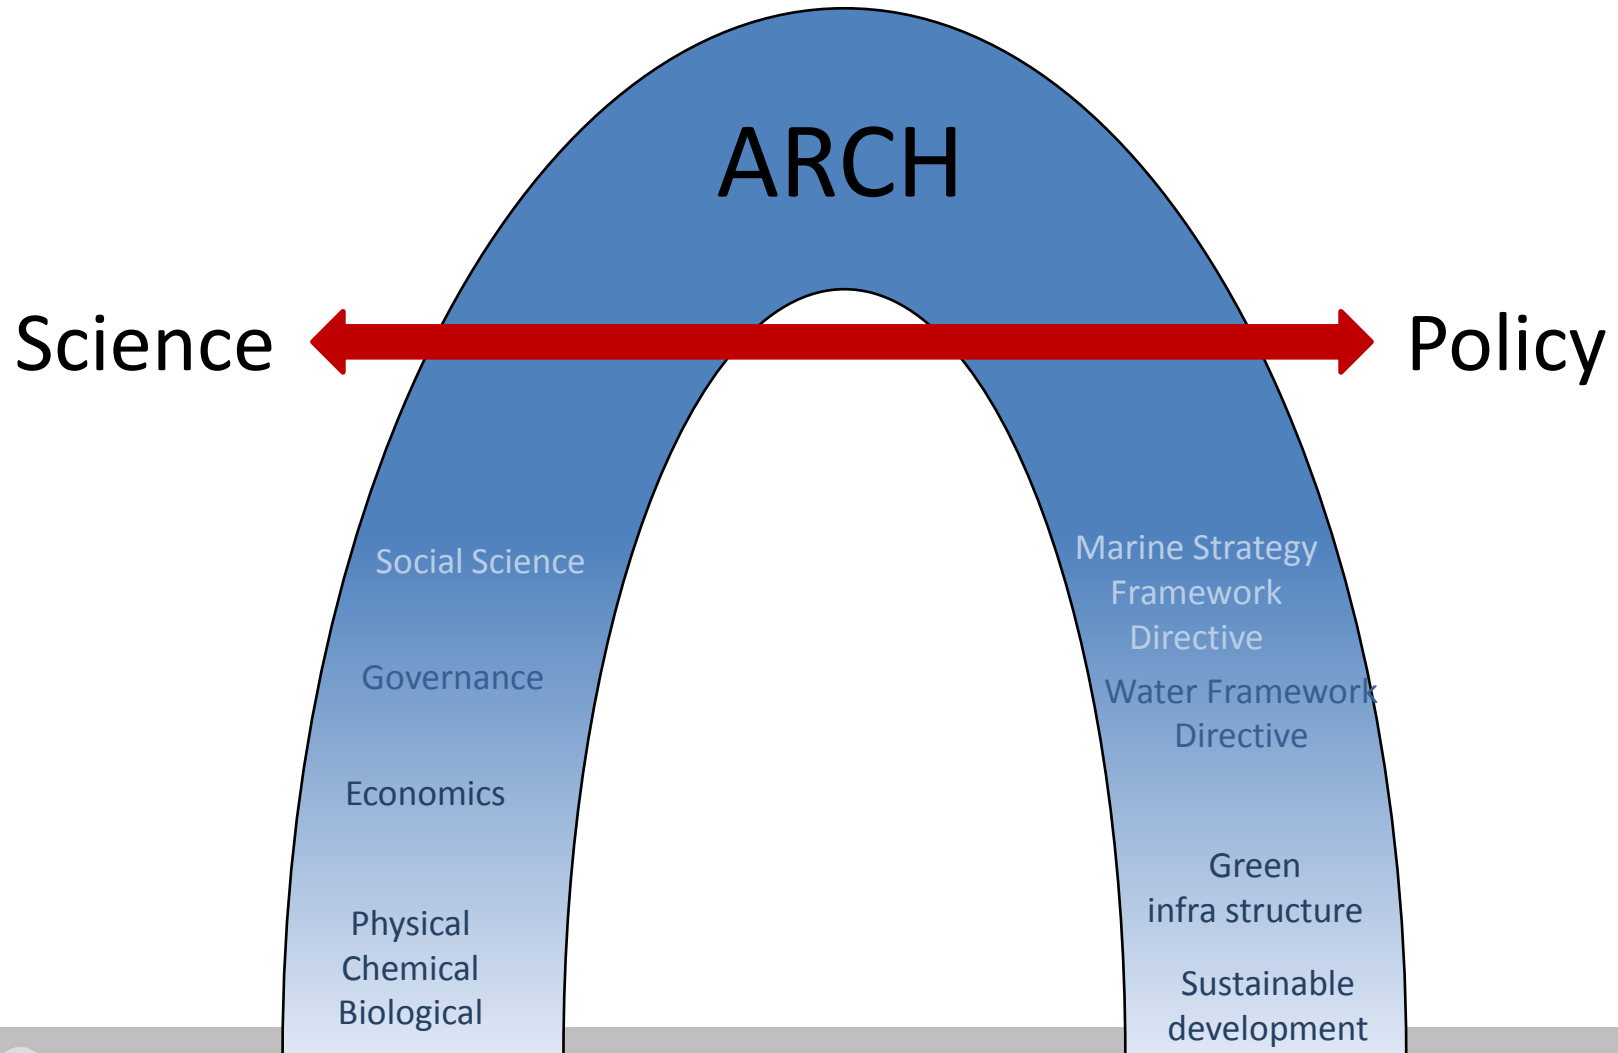 ARCH
Science
Policy
Social Science
Governance
Economics
Physical
Chemical
Biological
Marine Strategy
Framework
Directive
Water Framework
Directive
Green
infra structure
Sustainable
development